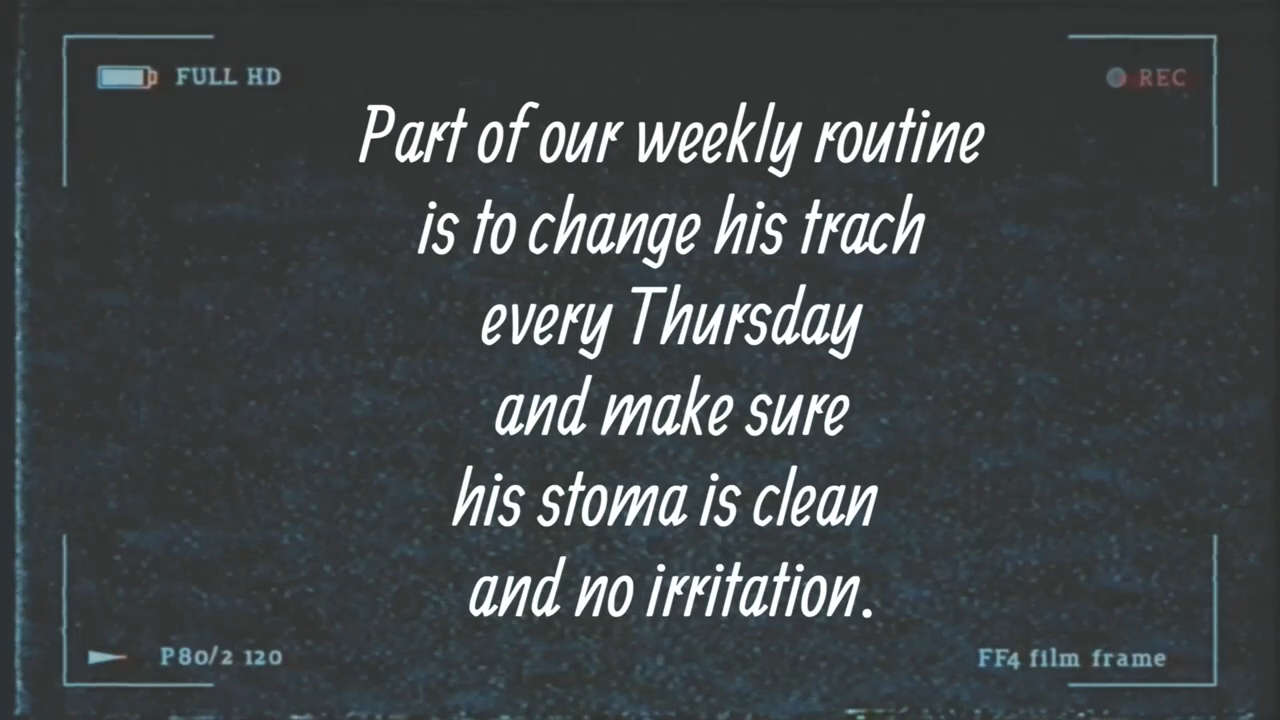 FULL HD
REC
Part of our weekly routine
is to change his trach
every Thursday
and make sure
his stoma is clean
and no irritation.
P80/2 120
FF4 film frame